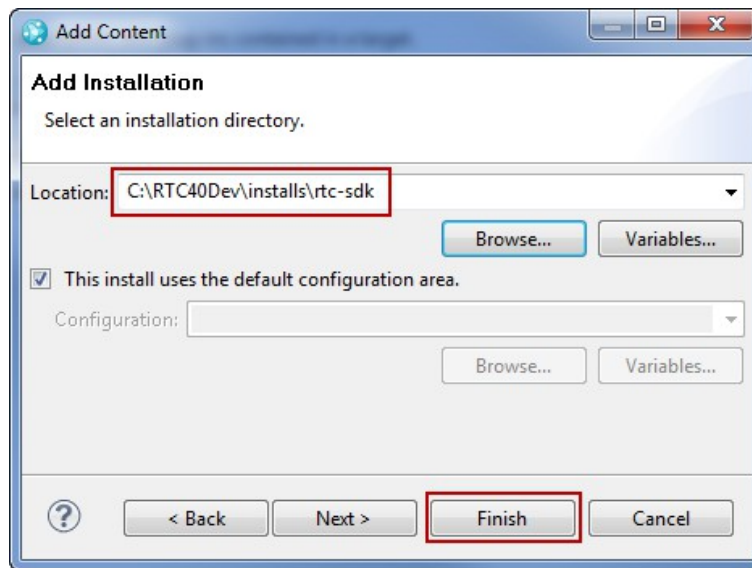 Add Content
Add Installation
Select an installation directory.
Location: C:\RTC40Dev\installs\rtc-sdk
Browse... Variables...
This install uses the default configuration area.
Configuration:
Browse... Variables...
? < Back Next > Finish Cancel